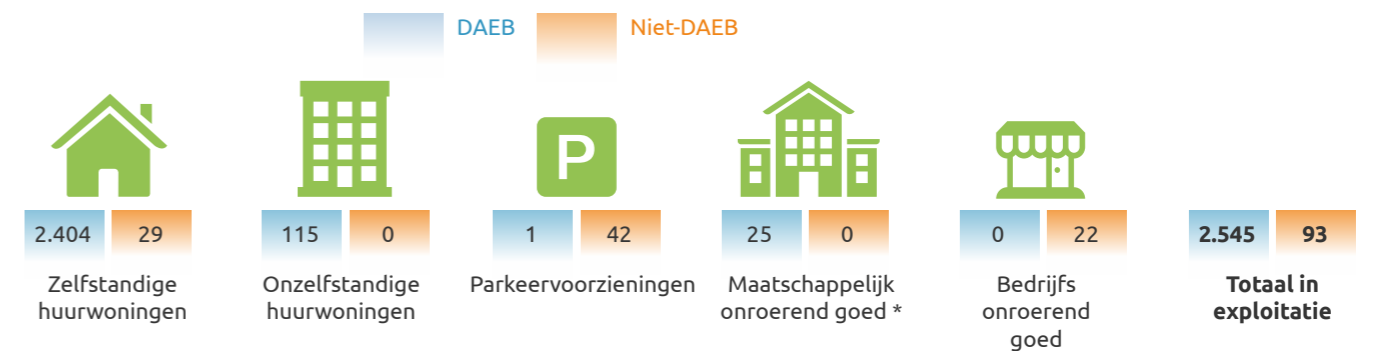 DAEB Niet-DAEB
P
2.404 29 115 0 1 42 25 0 0 22 2.545 93
Zelfstandige
huurwoningen
Onzelfstandige
huurwoningen
Parkeervoorzieningen
Maatschappelijk
onroerend goed *
Bedrijfs
onroerend
goed
Totaal in
exploitatie